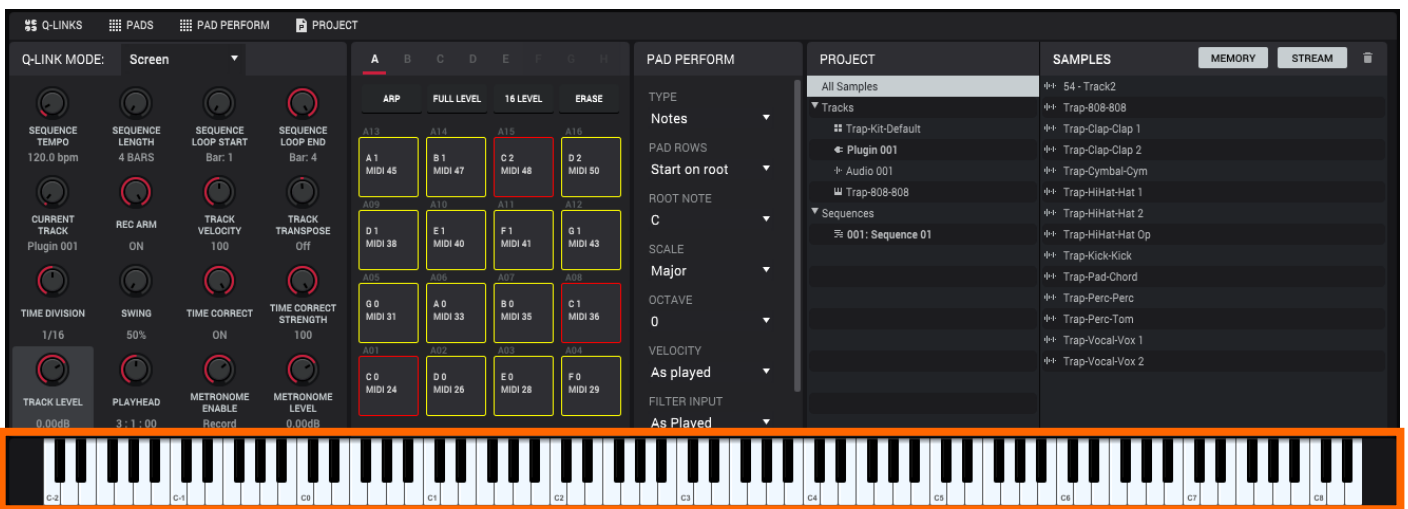 Q-LINKS PADS PAD PERFORM PROJECT
Q-LINK MODE: Screen
SEQUENCE TEMPO
120.0 bpm
SEQUENCE LENGTH
4 BARS
SEQUENCE LOOP START
Bar: 1
SEQUENCE LOOP END
Bar: 4
CURRENT TRACK
Plugin 001
REC ARM
ON
TRACK VELOCITY
100
TRACK TRANSPOSE
Off
TIME DIVISION
1/16
SWING
50%
TIME CORRECT
ON
TIME CORRECT STRENGTH
100
TRACK LEVEL
0.00dB
PLAYHEAD
3:1:00
METRONOME ENABLE
Record
METRONOME LEVEL
0.00dB
A B C D E F G H
ARP FULL LEVEL 16 LEVEL ERASE
A13 A14 A15 A16
A 1 B 1 C 2 D 2
MIDI 45 MIDI 47 MIDI 48 MIDI 50
A09 A10 A11 A12
D 1 E 1 F 1 G 1
MIDI 38 MIDI 40 MIDI 41 MIDI 43
A05 A06 A07 A08
G 0 A 0 B 0 C 1
MIDI 31 MIDI 33 MIDI 35 MIDI 36
A01 A02 A03 A04
C 0 D 0 E 0 F 0
MIDI 24 MIDI 26 MIDI 28 MIDI 29
PAD PERFORM
TYPE
Notes
PAD ROWS
Start on root
ROOT NOTE
C
SCALE
Major
OCTAVE
0
VELOCITY
As played
FILTER INPUT
As Played
PROJECT
All Samples
Tracks
Trap-Kit-Default
Plugin 001
Audio 001
Trap-808-808
Sequences
001: Sequence 01
SAMPLES MEMORY STREAM
54 - Track2
Trap-808-808
Trap-Clap-Clap 1
Trap-Clap-Clap 2
Trap-Cymbal-Cym
Trap-HiHat-Hat 1
Trap-HiHat-Hat 2
Trap-HiHat-Hat Op
Trap-Kick-Kick
Trap-Pad-Chord
Trap-Perc-Perc
Trap-Perc-Tom
Trap-Vocal-Vox 1
Trap-Vocal-Vox 2
C-2 C-1 C0 C1 C2 C3 C4 C5 C6 C7 C8